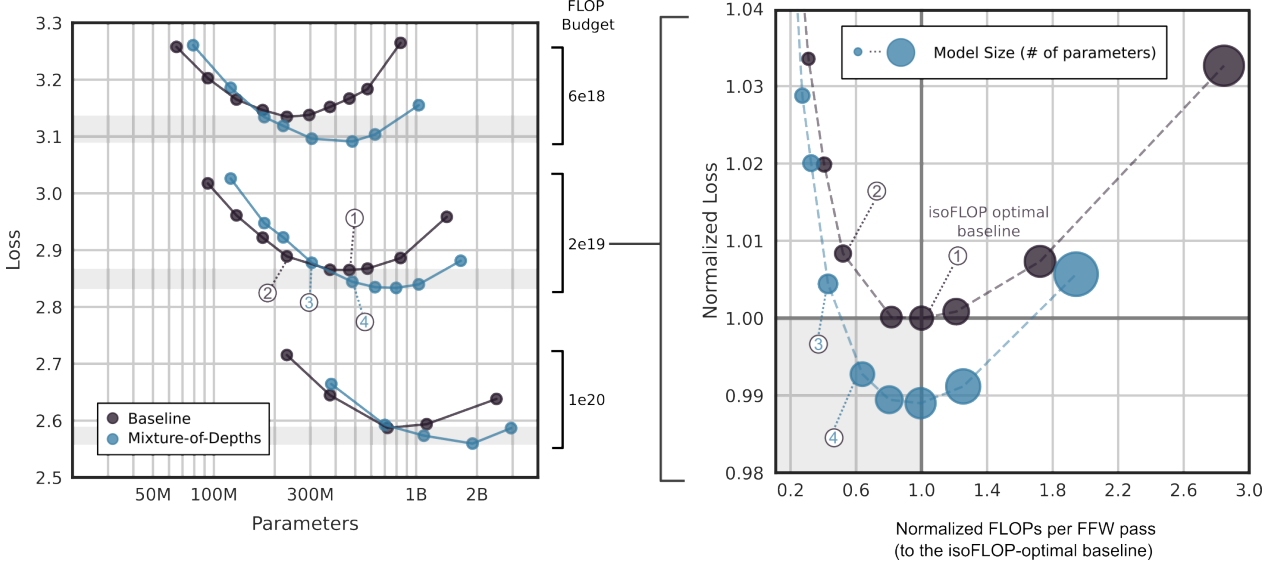 FLOP
Budget
3.3
3.2
3.1
3.0
2.9
2.8
2.7
2.6
2.5
Loss
6e18
2e19
1e20
1
2
3
4
Baseline
Mixture-of-Depths
50M 100M 300M 1B 2B
Parameters
1.04
1.03
1.02
1.01
1.00
0.99
0.98
Normalized Loss
Model Size (# of parameters)
2
isoFLOP optimal
baseline
1
3
4
0.2 0.6 1.0 1.4 1.8 2.2 2.6 3.0
Normalized FLOPs per FFW pass
(to the isoFLOP-optimal baseline)